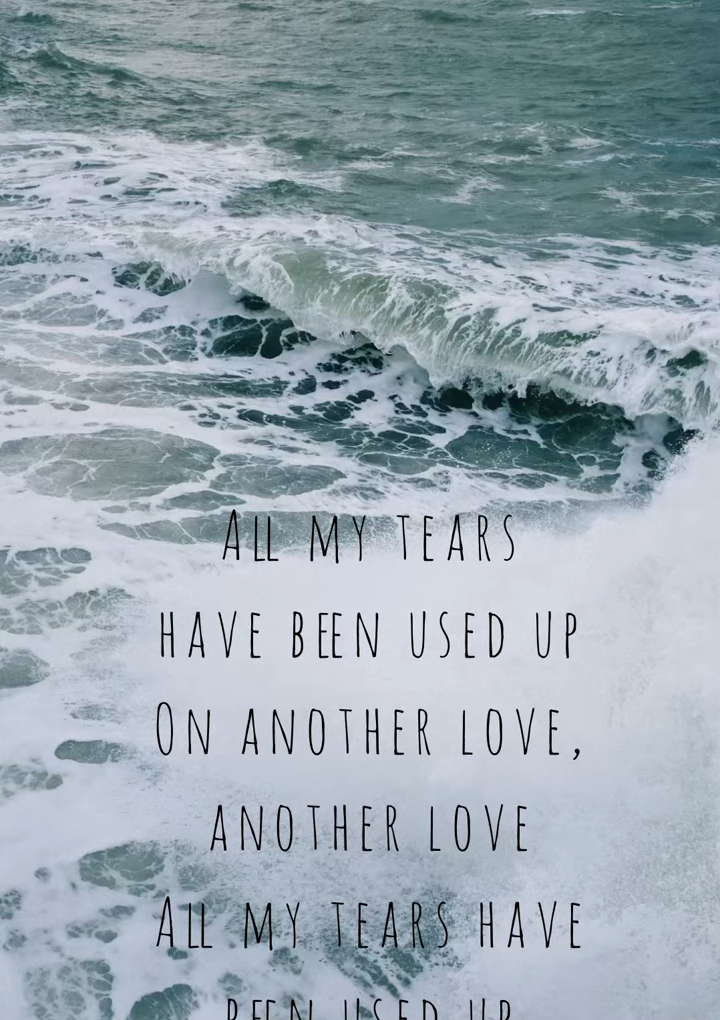 All my tears
have been used up
On another love,
another love
All my tears have
been used up